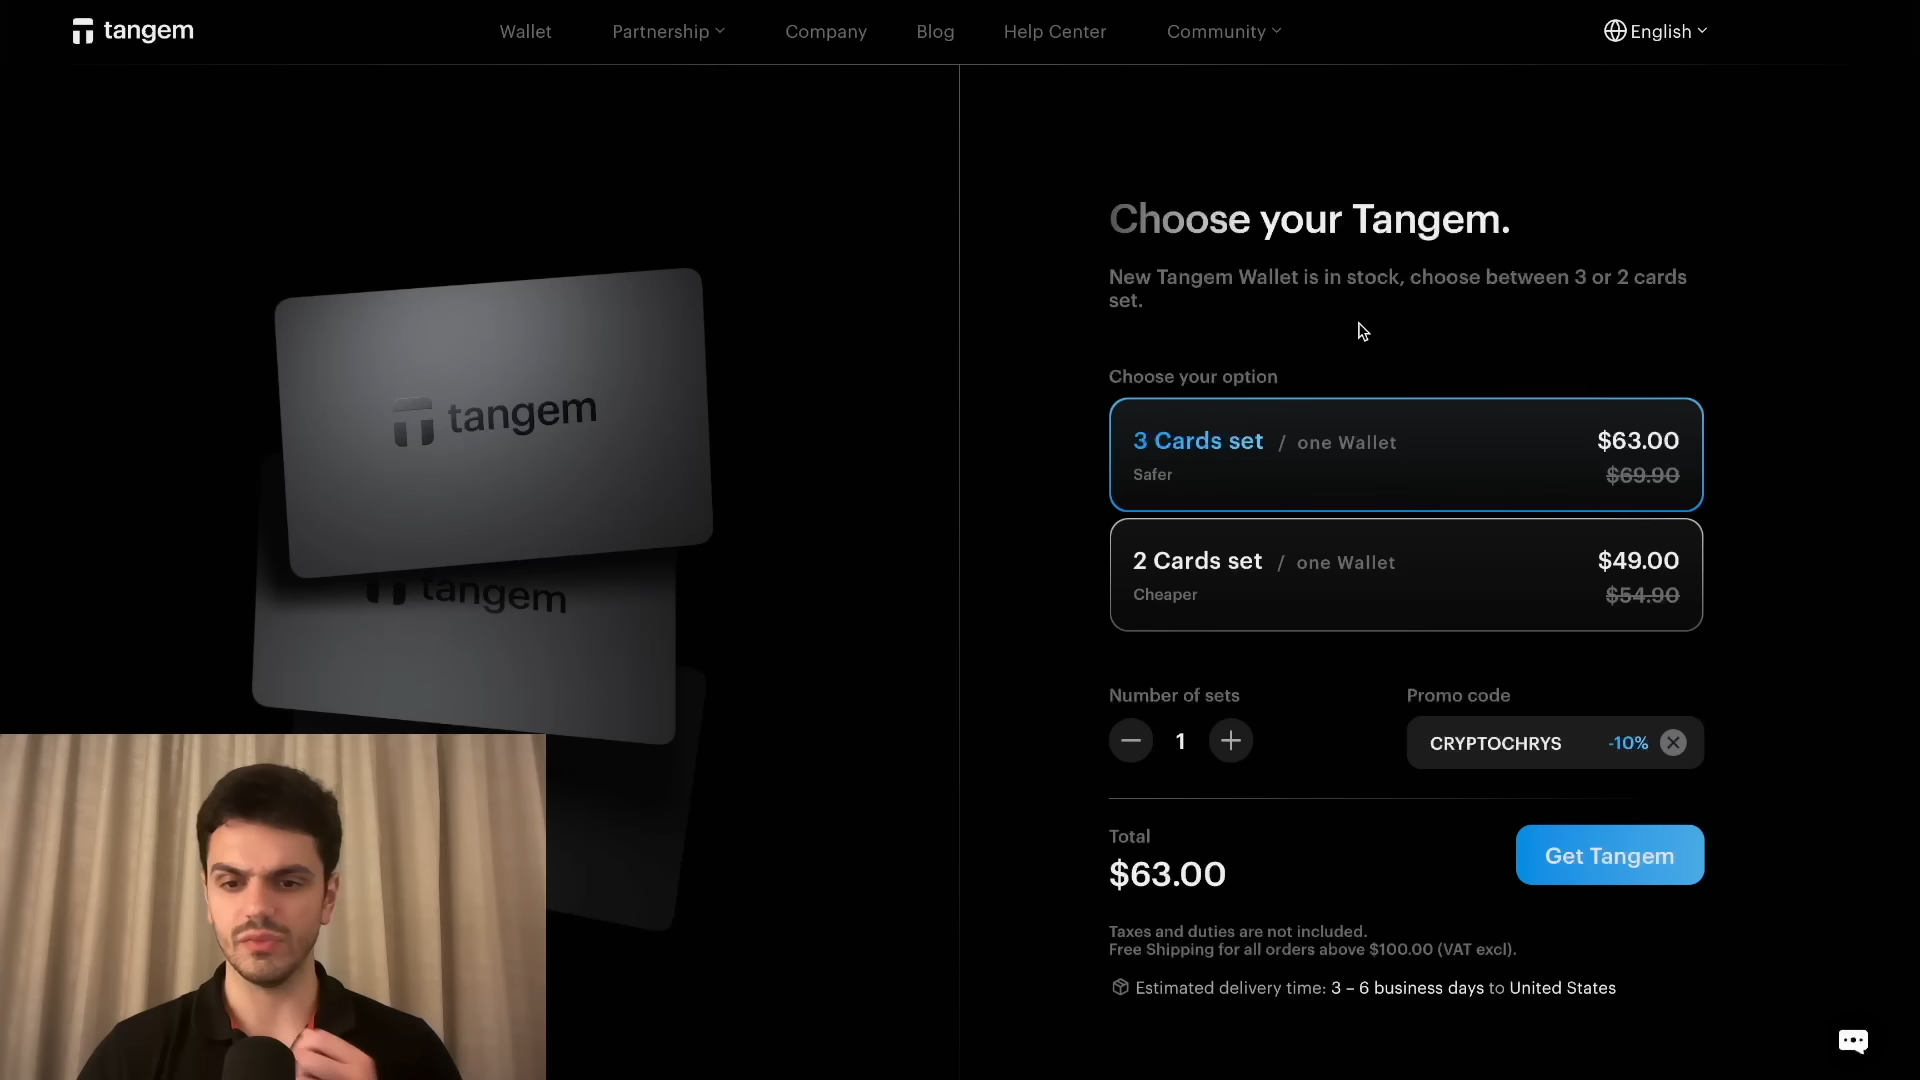 tangem
Wallet
Partnership
Company
Blog
Help Center
Community
English
tangem
tangem
Choose your Tangem.
New Tangem Wallet is in stock, choose between 3 or 2 cards
set.
Choose your option
3 Cards set / one Wallet $63.00
Safer $69.90
2 Cards set / one Wallet $49.00
Cheaper $54.90
Number of sets
1
Promo code
CRYPTOCHRYS -10%
Total
$63.00
Get Tangem
Taxes and duties are not included.
Free Shipping for all orders above $100.00 (VAT excl).
Estimated delivery time: 3 – 6 business days to United States